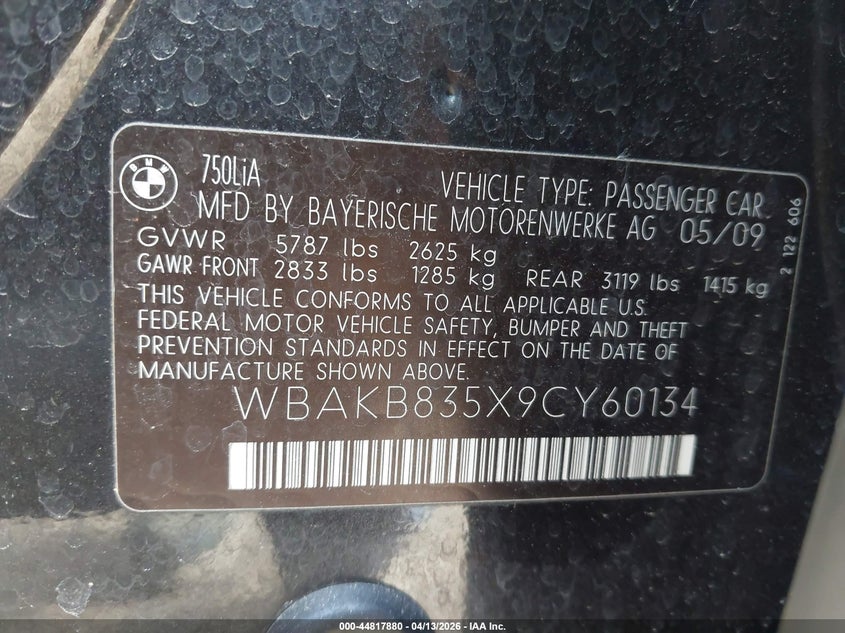 BMW
750LiA
VEHICLE TYPE: PASSENGER CAR
MFD BY BAYERISCHE MOTORENWERKE AG 05/09
GVWR 5787 lbs 2625 kg
GAWR FRONT 2833 lbs 1285 kg REAR 3119 lbs 1415 kg
THIS VEHICLE CONFORMS TO ALL APPLICABLE U.S.
FEDERAL MOTOR VEHICLE SAFETY, BUMPER AND THEFT
PREVENTION STANDARDS IN EFFECT ON THE DATE OF
MANUFACTURE SHOWN ABOVE.
WBAKB835X9CY60134
2 122 606
000-44817880 - 04/13/2026 - IAA Inc.